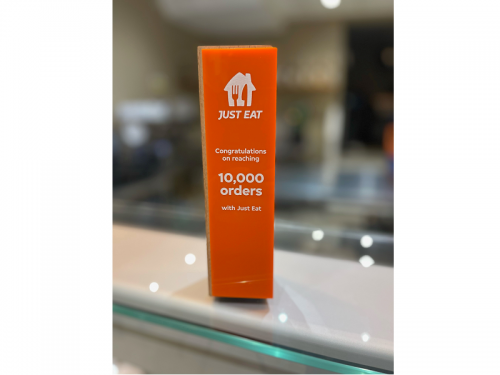 JUST EAT
Congratulations
on reaching
10,000
orders
with Just Eat